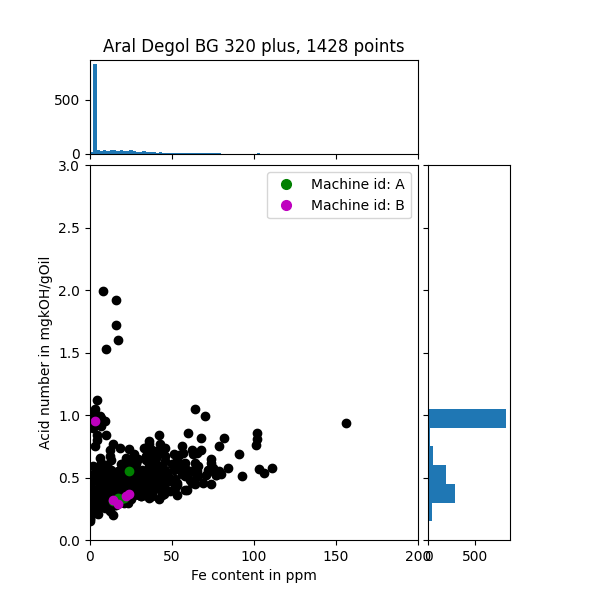 Aral Degol BG 320 plus, 1428 points
500
0
3.0
2.5
2.0
1.5
1.0
0.5
0.0
Acid number in mgkOH/gOil
Machine id: A
Machine id: B
0 50 100 150 200
0 500
Fe content in ppm